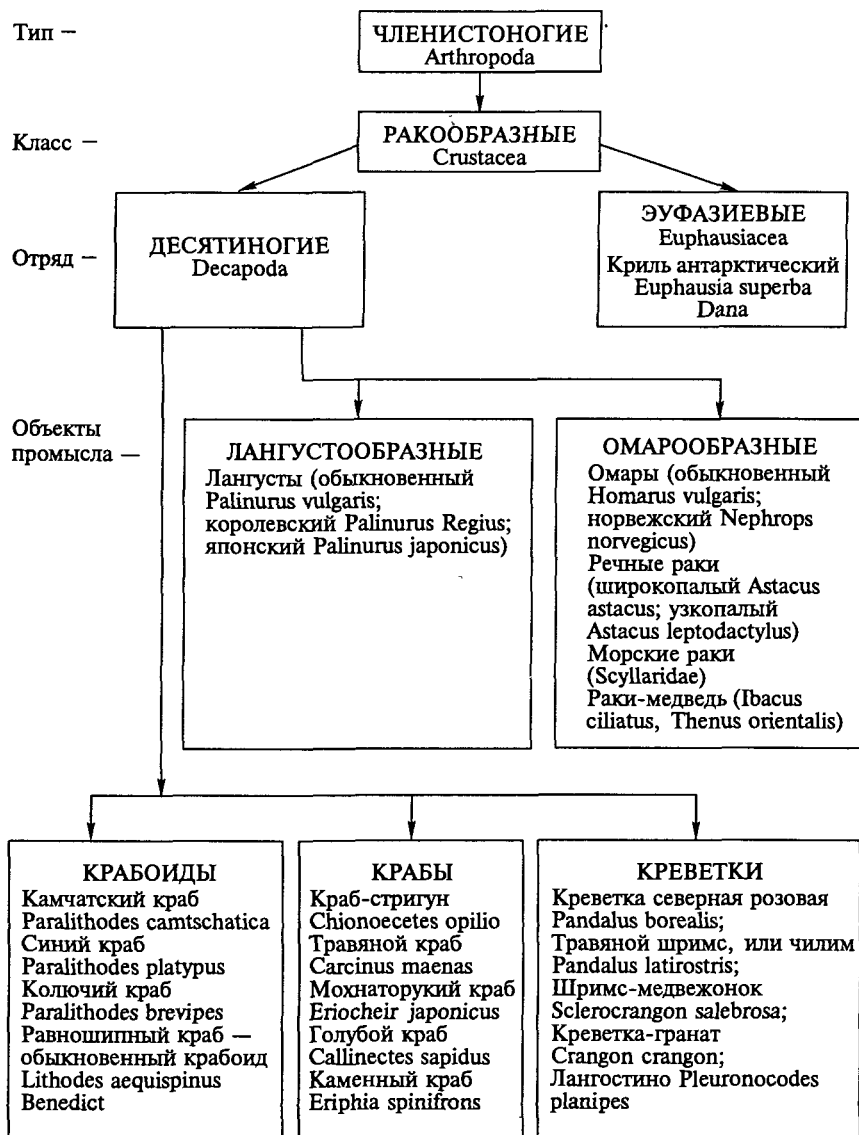 Тип —
ЧЛЕНИСТОНОГИЕ
Arthropoda
Класс —
РАКООБРАЗНЫЕ
Crustacea
Отряд —
ДЕСЯТИНОГИЕ
Decapoda
ЭУФАЗИЕВЫЕ
Euphausiacea
Криль антарктический
Euphausia superba
Dana
Объекты
промысла —
ЛАНГУСТООБРАЗНЫЕ
Лангусты (обыкновенный
Palinurus vulgaris;
королевский Palinurus Regius;
японский Palinurus japonicus)
ОМАРООБРАЗНЫЕ
Омары (обыкновенный
Homarus vulgaris;
норвежский Nephrops
norvegicus)
Речные раки
(широкопалый Astacus
astacus; узкопалый
Astacus leptodactylus)
Морские раки
(Scyllaridae)
Раки-медведь (Ibacus
ciliatus, Thenus orientalis)
КРАБОИДЫ
Камчатский краб
Paralithodes camtschatica
Синий краб
Paralithodes platypus
Колючий краб
Paralithodes brevipes
Равношипный краб —
обыкновенный крабоид
Lithodes aequispinus
Benedict
КРАБЫ
Краб-стригун
Chionoecetes opilio
Травяной краб
Carcinus maenas
Мохнаторукий краб
Eriocheir japonicus
Голубой краб
Callinectes sapidus
Каменный краб
Eriphia spinifrons
КРЕВЕТКИ
Креветка северная розовая
Pandalus borealis;
Травяной шримс, или чилим
Pandalus latirostris;
Шримс-медвежонок
Sclerocrangon salebrosa;
Креветка-гранат
Crangon crangon;
Лангостино Pleuronocodes
planipes